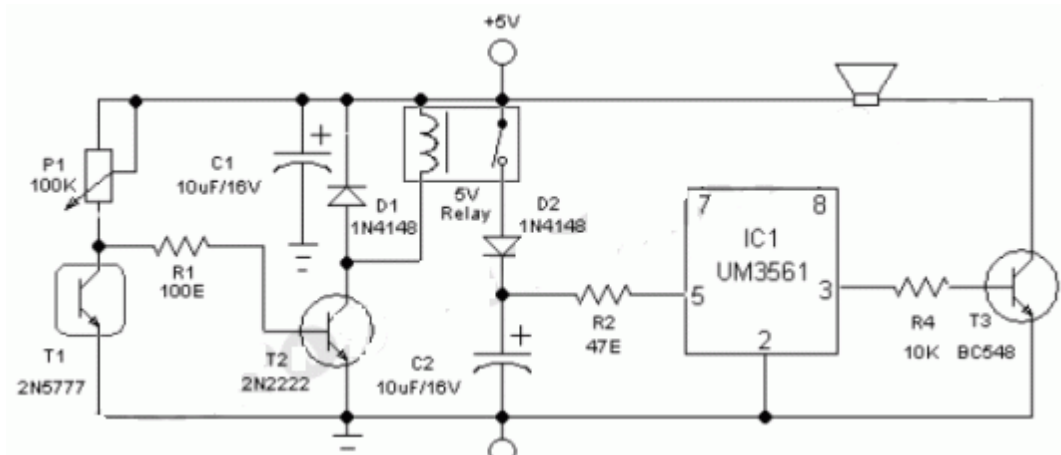 +5V
P1
100K
C1
10uF/16V
+
D1
1N4148
5V
Relay
D2
1N4148
R1
100E
T1
2N5777
T2
2N2222
C2
10uF/16V
+
R2
47E
7
8
IC1
UM3561
5
3
2
R4
10K
T3
BC548